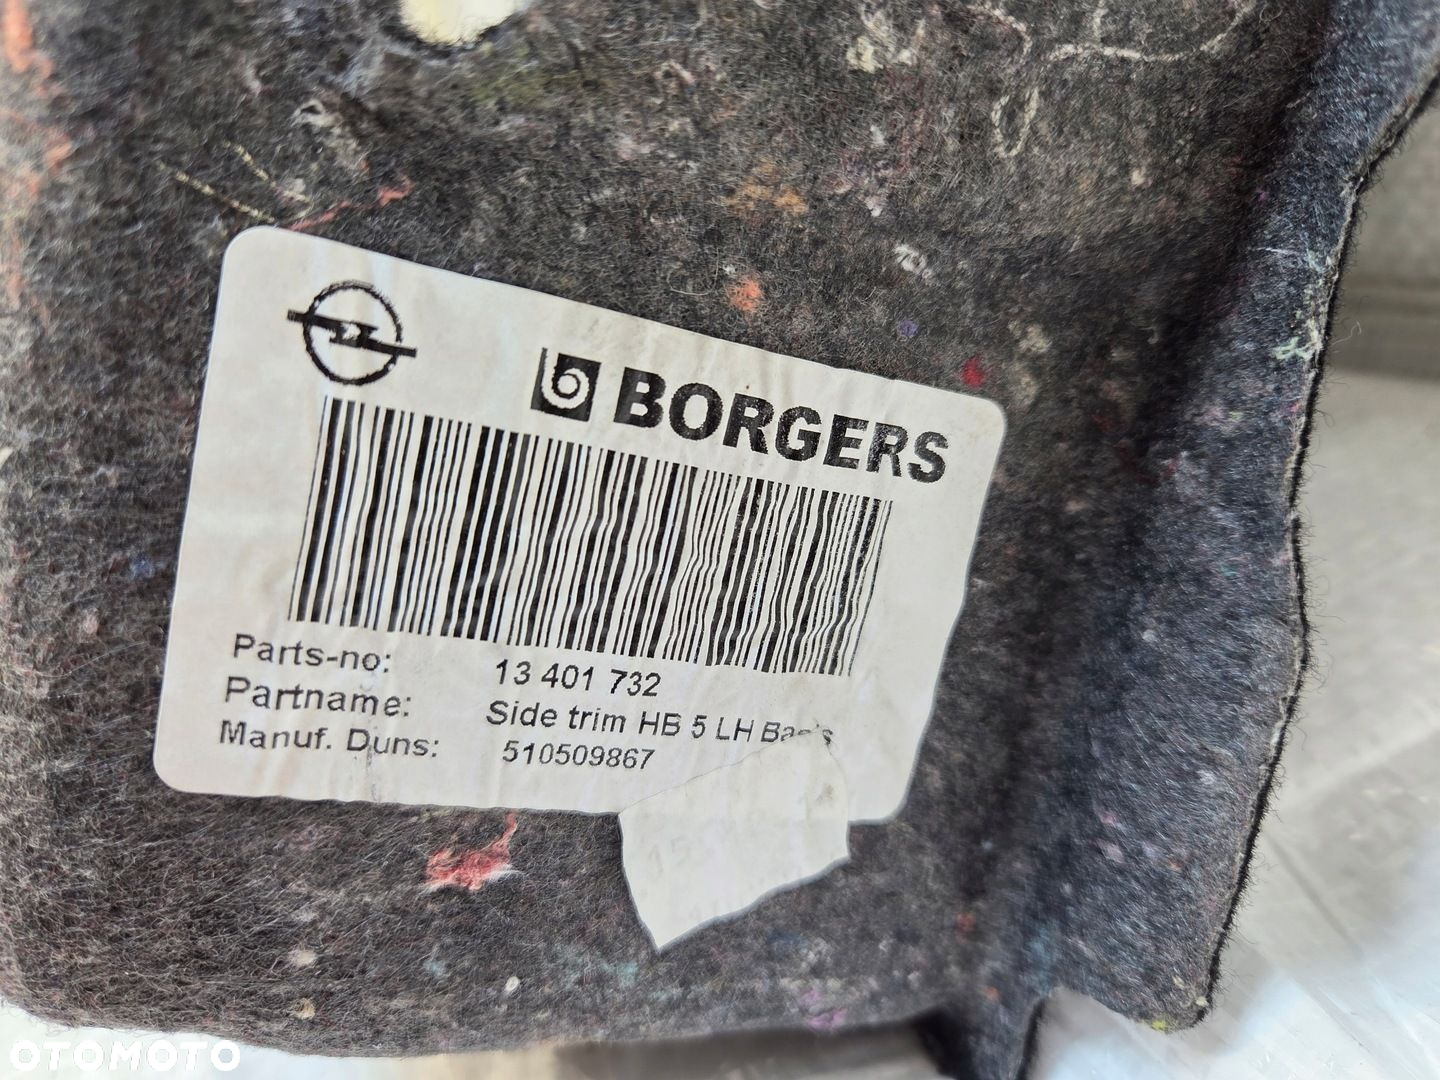 BORGERS
Parts-no: 13 401 732
Partname: Side trim HB 5 LH
Manuf. Duns: 510509867
OTOMOTO